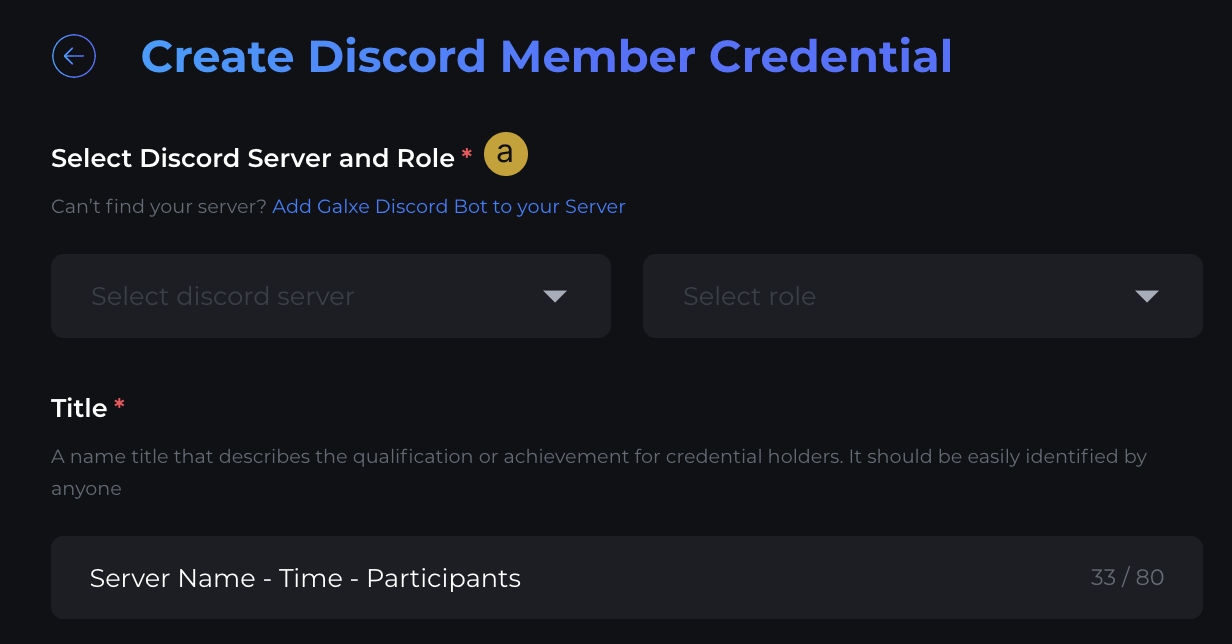 Create Discord Member Credential
Select Discord Server and Role * a
Can't find your server? Add Galxe Discord Bot to your Server
Select discord server
Select role
Title *
A name title that describes the qualification or achievement for credential holders. It should be easily identified by
anyone
Server Name - Time - Participants
33 / 80